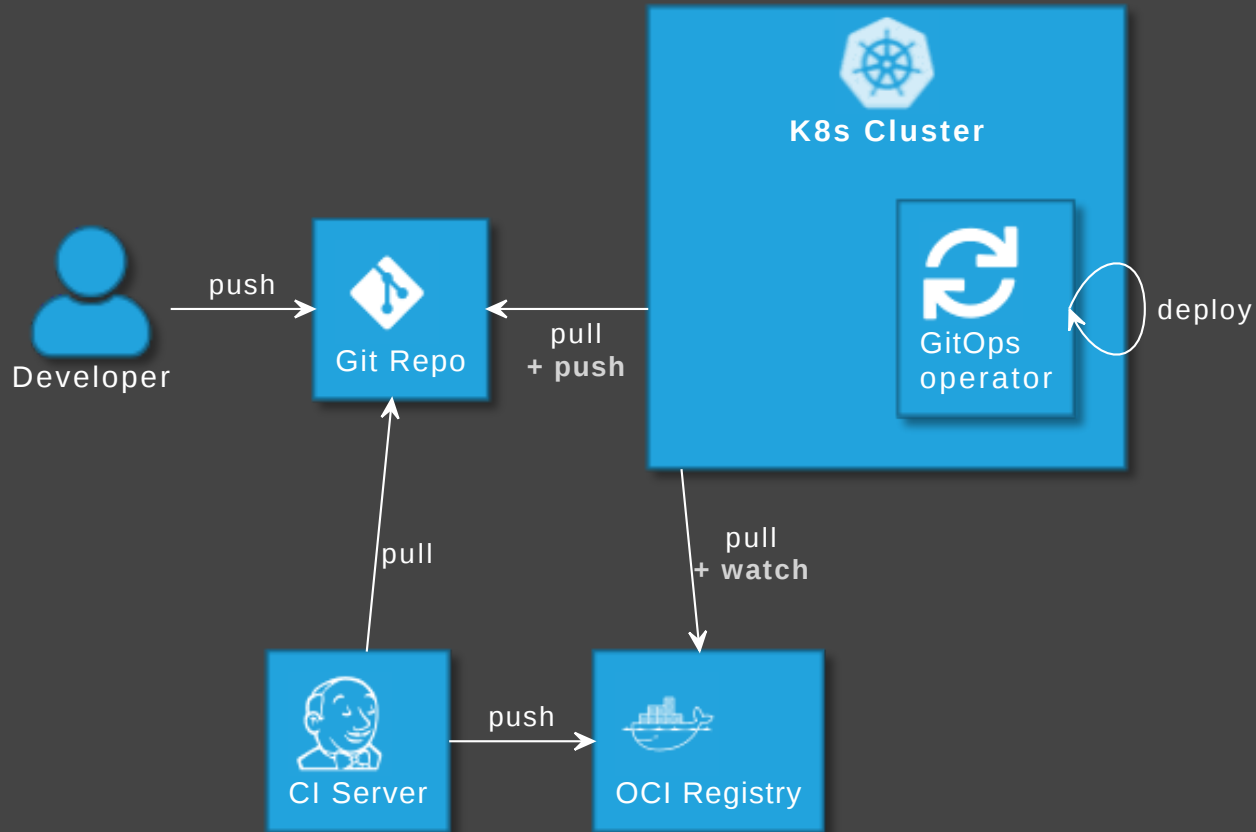 K8s Cluster
push
Developer
Git Repo
pull
+ push
GitOps
operator
deploy
pull
pull
+ watch
CI Server
push
OCI Registry